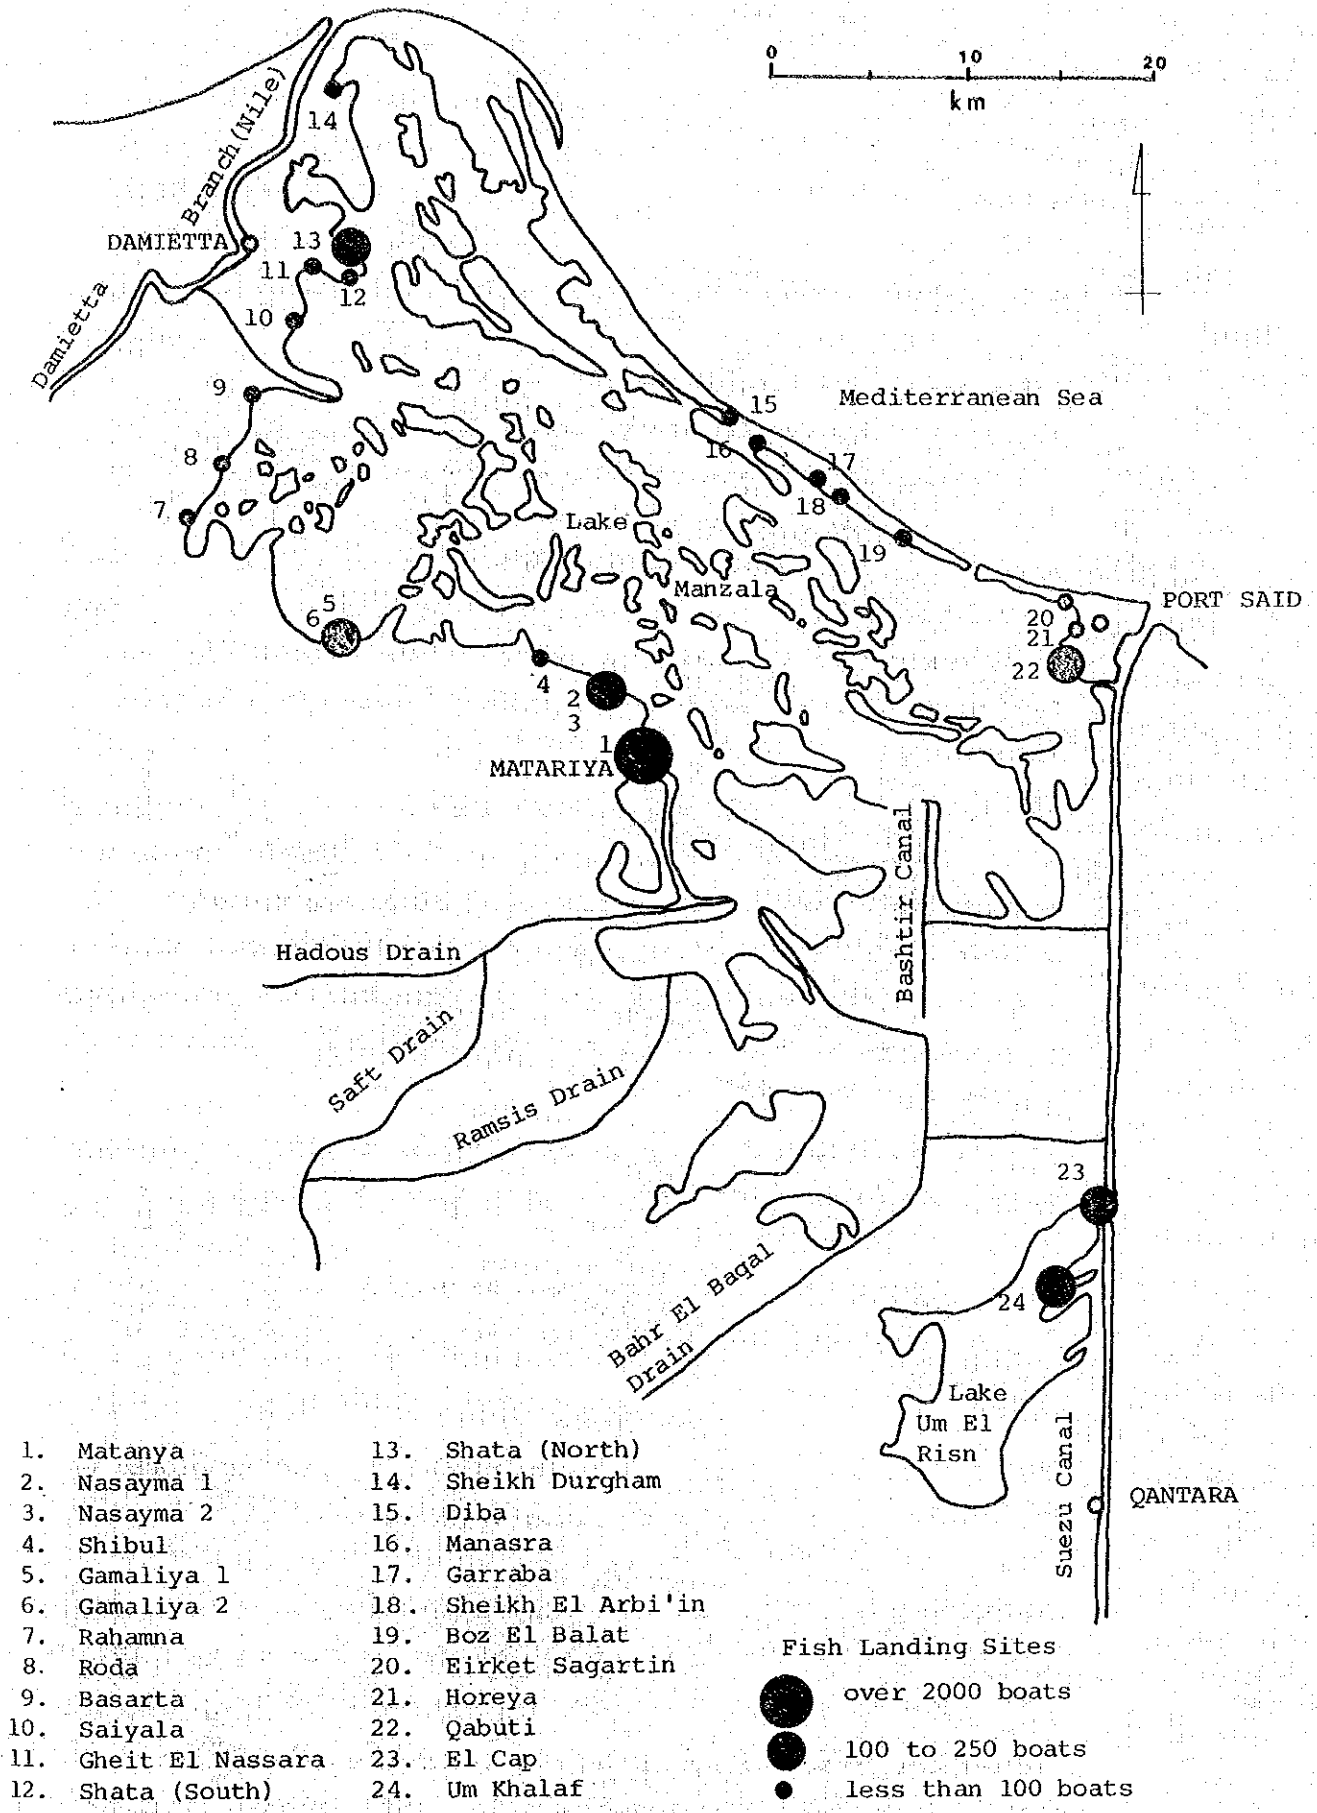 0 10 20
km
14
Branch (Nile)
DAMIETTA
13
11
12
10
Damietta
9
8
7
15
Mediterranean Sea
16
17
18
Lake
19
Manzala
PORT SAID
5
6
20
21
22
4
2
3
1
MATARIYA
Bashtir Canal
Hadous Drain
Saft Drain
Ramsis Drain
23
24
Bahr El Baqal
Drain
Lake
Um El
Risn
Suezu Canal
QANTARA
1. Matanya
2. Nasayma 1
3. Nasayma 2
4. Shibul
5. Gamaliya 1
6. Gamaliya 2
7. Rahamna
8. Roda
9. Basarta
10. Saiyala
11. Gheit El Nassara
12. Shata (South)
13. Shata (North)
14. Sheikh Durgham
15. Diba
16. Manasra
17. Garraba
18. Sheikh El Arbi'in
19. Boz El Balat
20. Eirket Sagartin
21. Horeya
22. Qabuti
23. El Cap
24. Um Khalaf
Fish Landing Sites
over 2000 boats
100 to 250 boats
less than 100 boats